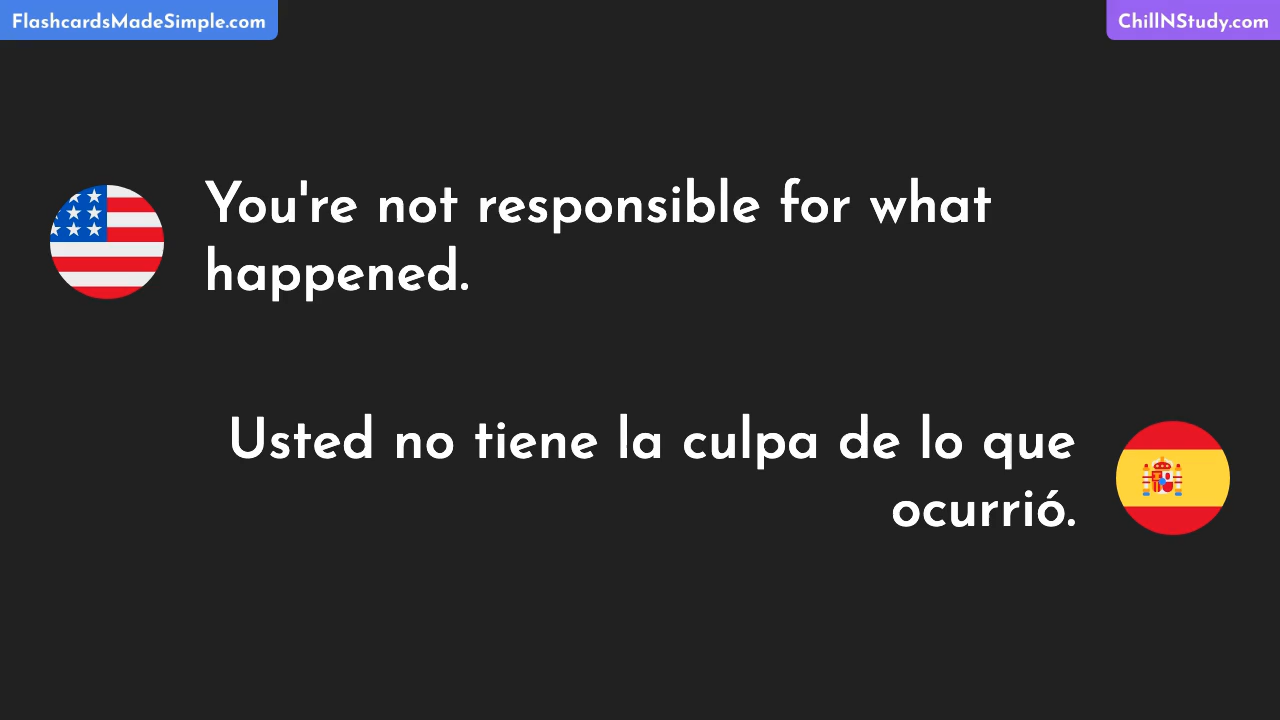 FlashcardsMadeSimple.com
ChillNStudy.com
You're not responsible for what
happened.
Usted no tiene la culpa de lo que
ocurrió.